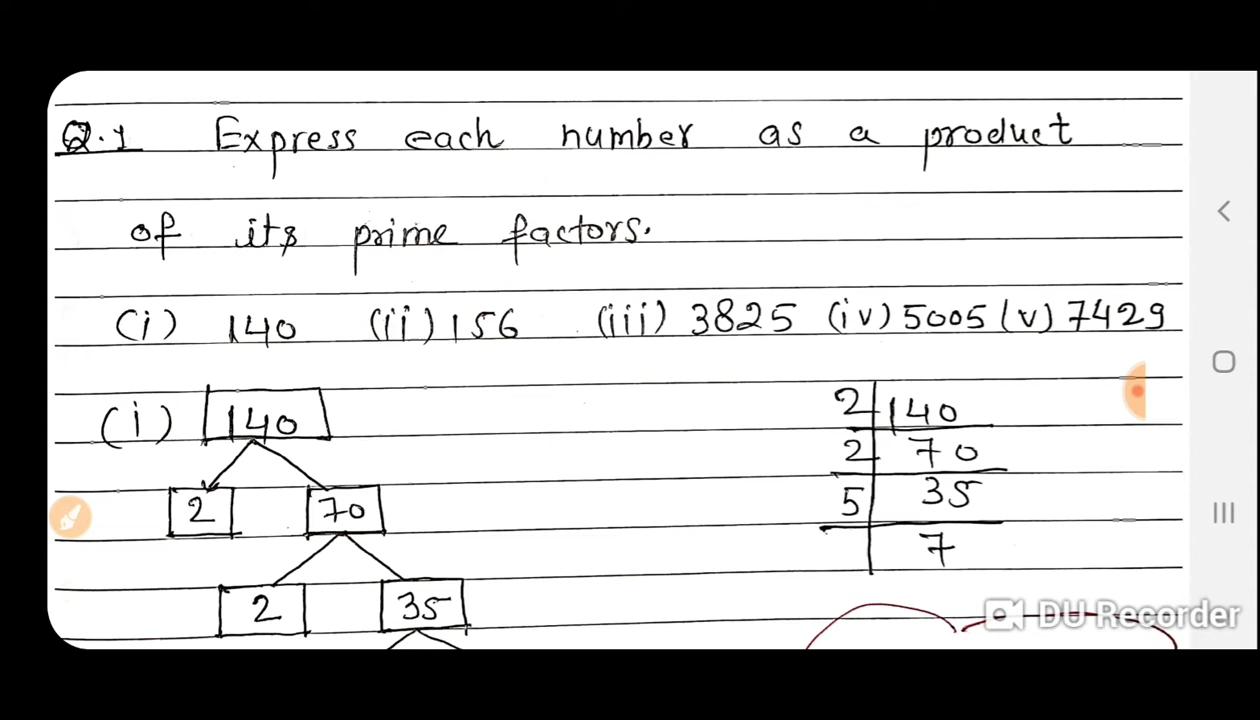 Q.1 Express each number as a product
of its prime factors.
(i) 140 (ii) 156 (iii) 3825 (iv) 5005 (v) 7429
(i) 140
2 70
2 35
2 140
2 70
5 35
7
DU Recorder